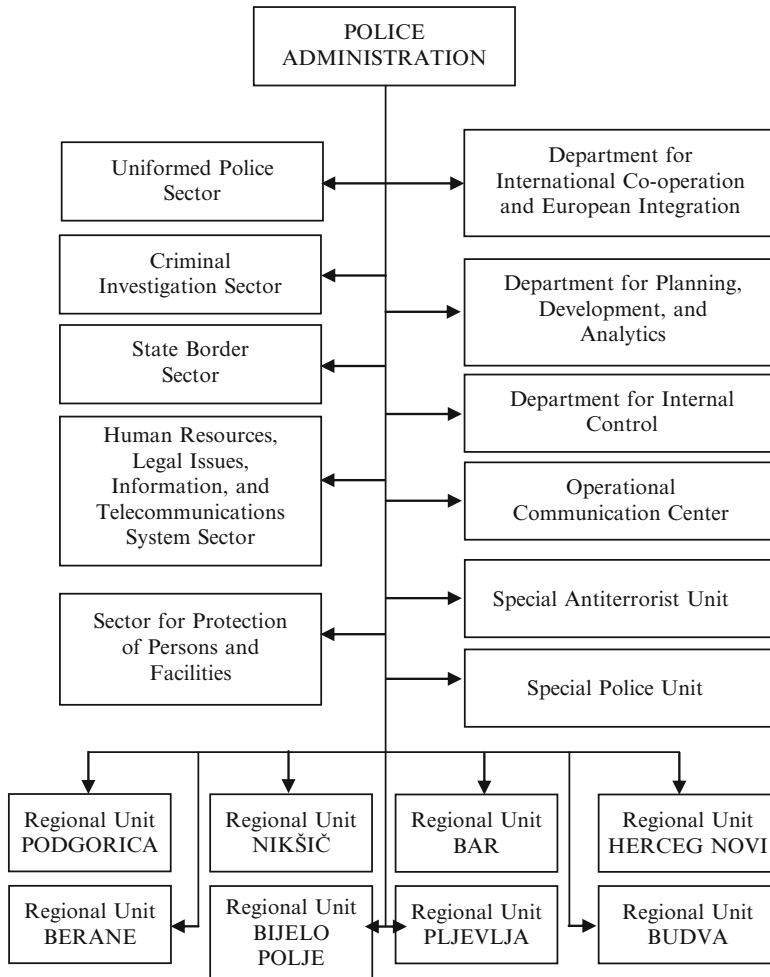 POLICE
ADMINISTRATION
Uniformed Police
Sector
Department for
International Co-operation
and European Integration
Criminal
Investigation Sector
Department for Planning,
Development, and
Analytics
State Border
Sector
Department for Internal
Control
Human Resources,
Legal Issues,
Information, and
Telecommunications
System Sector
Operational
Communication Center
Special Antiterrorist Unit
Sector for Protection
of Persons and
Facilities
Special Police Unit
Regional Unit
PODGORICA
Regional Unit
NIKŠIČ
Regional Unit
BAR
Regional Unit
HERCEG NOVI
Regional Unit
BERANE
Regional Unit
BIJELO
POLJE
Regional Unit
PLJEVLJA
Regional Unit
BUDVA